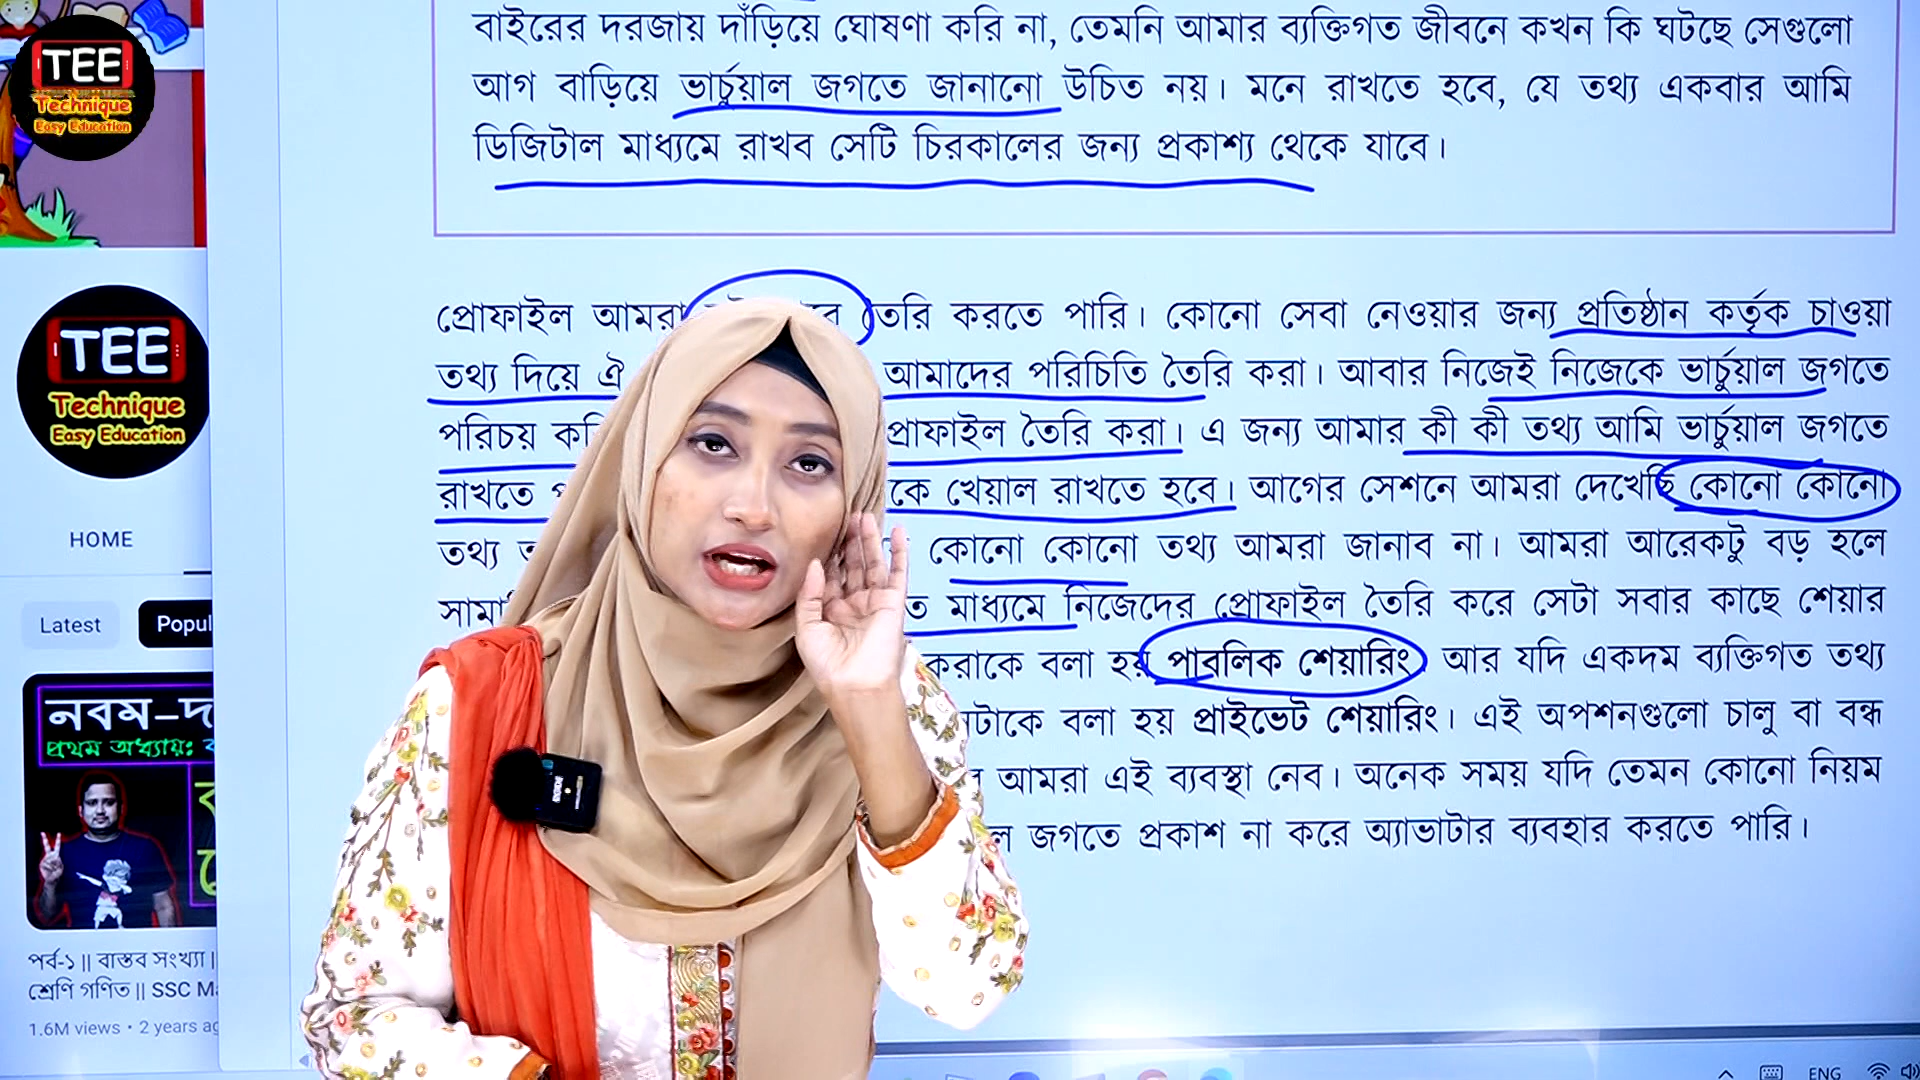 TEE
Technique
Easy Education
বাইরের দরজায় দাঁড়িয়ে ঘোষণা করি না, তেমনি আমার ব্যক্তিগত জীবনে কখন কি ঘটছে সেগুলো
আগ বাড়িয়ে ভার্চুয়াল জগতে জানানো উচিত নয়। মনে রাখতে হবে, যে তথ্য একবার আমি
ডিজিটাল মাধ্যমে রাখব সেটি চিরকালের জন্য প্রকাশ্য থেকে যাবে।
প্রোফাইল আমরা তৈরি করতে পারি। কোনো সেবা নেওয়ার জন্য প্রতিষ্ঠান কর্তৃক চাওয়া
তথ্য দিয়ে ঐ আমাদের পরিচিতি তৈরি করা। আবার নিজেই নিজেকে ভার্চুয়াল জগতে
পরিচয় প্রোফাইল তৈরি করা। এ জন্য আমার কী কী তথ্য আমি ভার্চুয়াল জগতে
রাখতে খেয়াল রাখতে হবে। আগের সেশনে আমরা দেখেছি কোনো কোনো
তথ্য কোনো কোনো তথ্য আমরা জানাব না। আমরা আরেকটু বড় হলে
মাধ্যমে নিজেদের প্রোফাইল তৈরি করে সেটা সবার কাছে শেয়ার
করাকে বলা হয় পাবলিক শেয়ারিং আর যদি একদম ব্যক্তিগত তথ্য
বলা হয় প্রাইভেট শেয়ারিং। এই অপশনগুলো চালু বা বন্ধ
আমরা এই ব্যবস্থা নেব। অনেক সময় যদি তেমন কোনো নিয়ম
জগতে প্রকাশ না করে অ্যাভাটার ব্যবহার করতে পারি।
TEE
Technique
Easy Education
HOME
Latest
Popul
নবম-দ
প্রথম অধ্যায়ঃ
পর্ব-১ || বাস্তব সংখ্যা ||
শ্রেণি গণিত || SSC Ma
1.6M views • 2 years ag
ENG